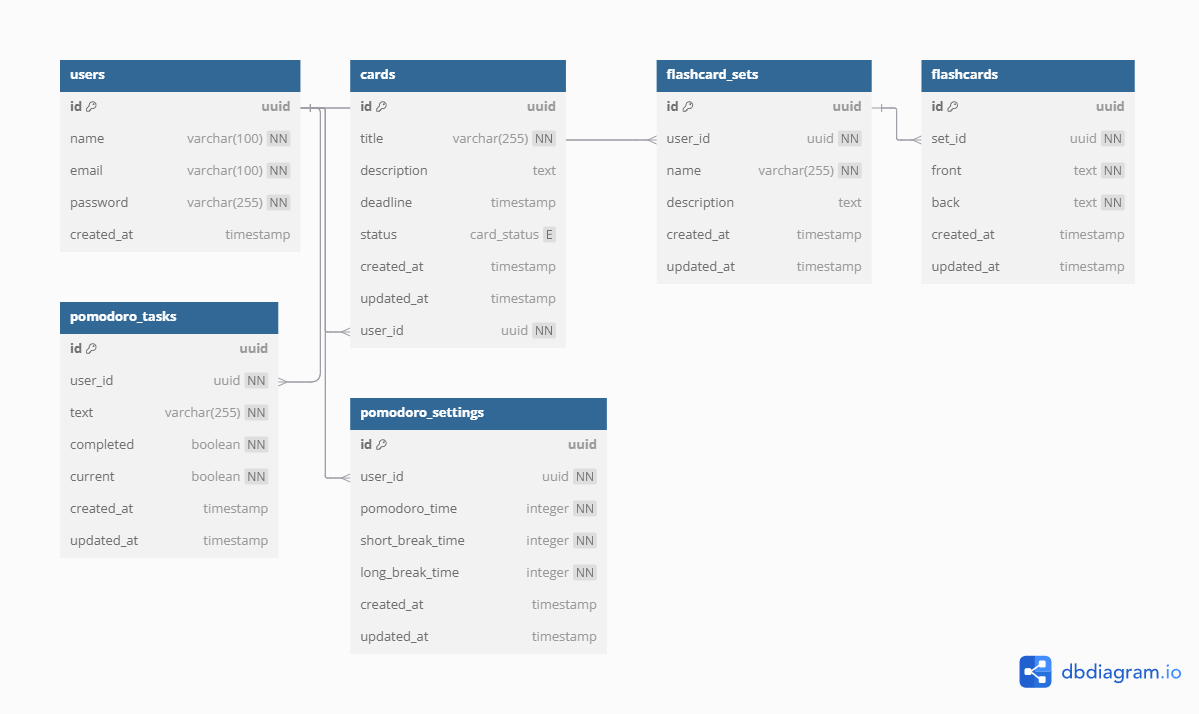 users
id uuid
name varchar(100) NN
email varchar(100) NN
password varchar(255) NN
created_at timestamp
cards
id uuid
title varchar(255) NN
description text
deadline timestamp
status card_status E
created_at timestamp
updated_at timestamp
user_id uuid NN
flashcard_sets
id uuid
user_id uuid NN
name varchar(255) NN
description text
created_at timestamp
updated_at timestamp
flashcards
id uuid
set_id uuid NN
front text NN
back text NN
created_at timestamp
updated_at timestamp
pomodoro_tasks
id uuid
user_id uuid NN
text varchar(255) NN
completed boolean NN
current boolean NN
created_at timestamp
updated_at timestamp
pomodoro_settings
id uuid
user_id uuid NN
pomodoro_time integer NN
short_break_time integer NN
long_break_time integer NN
created_at timestamp
updated_at timestamp
dbdiagram.io